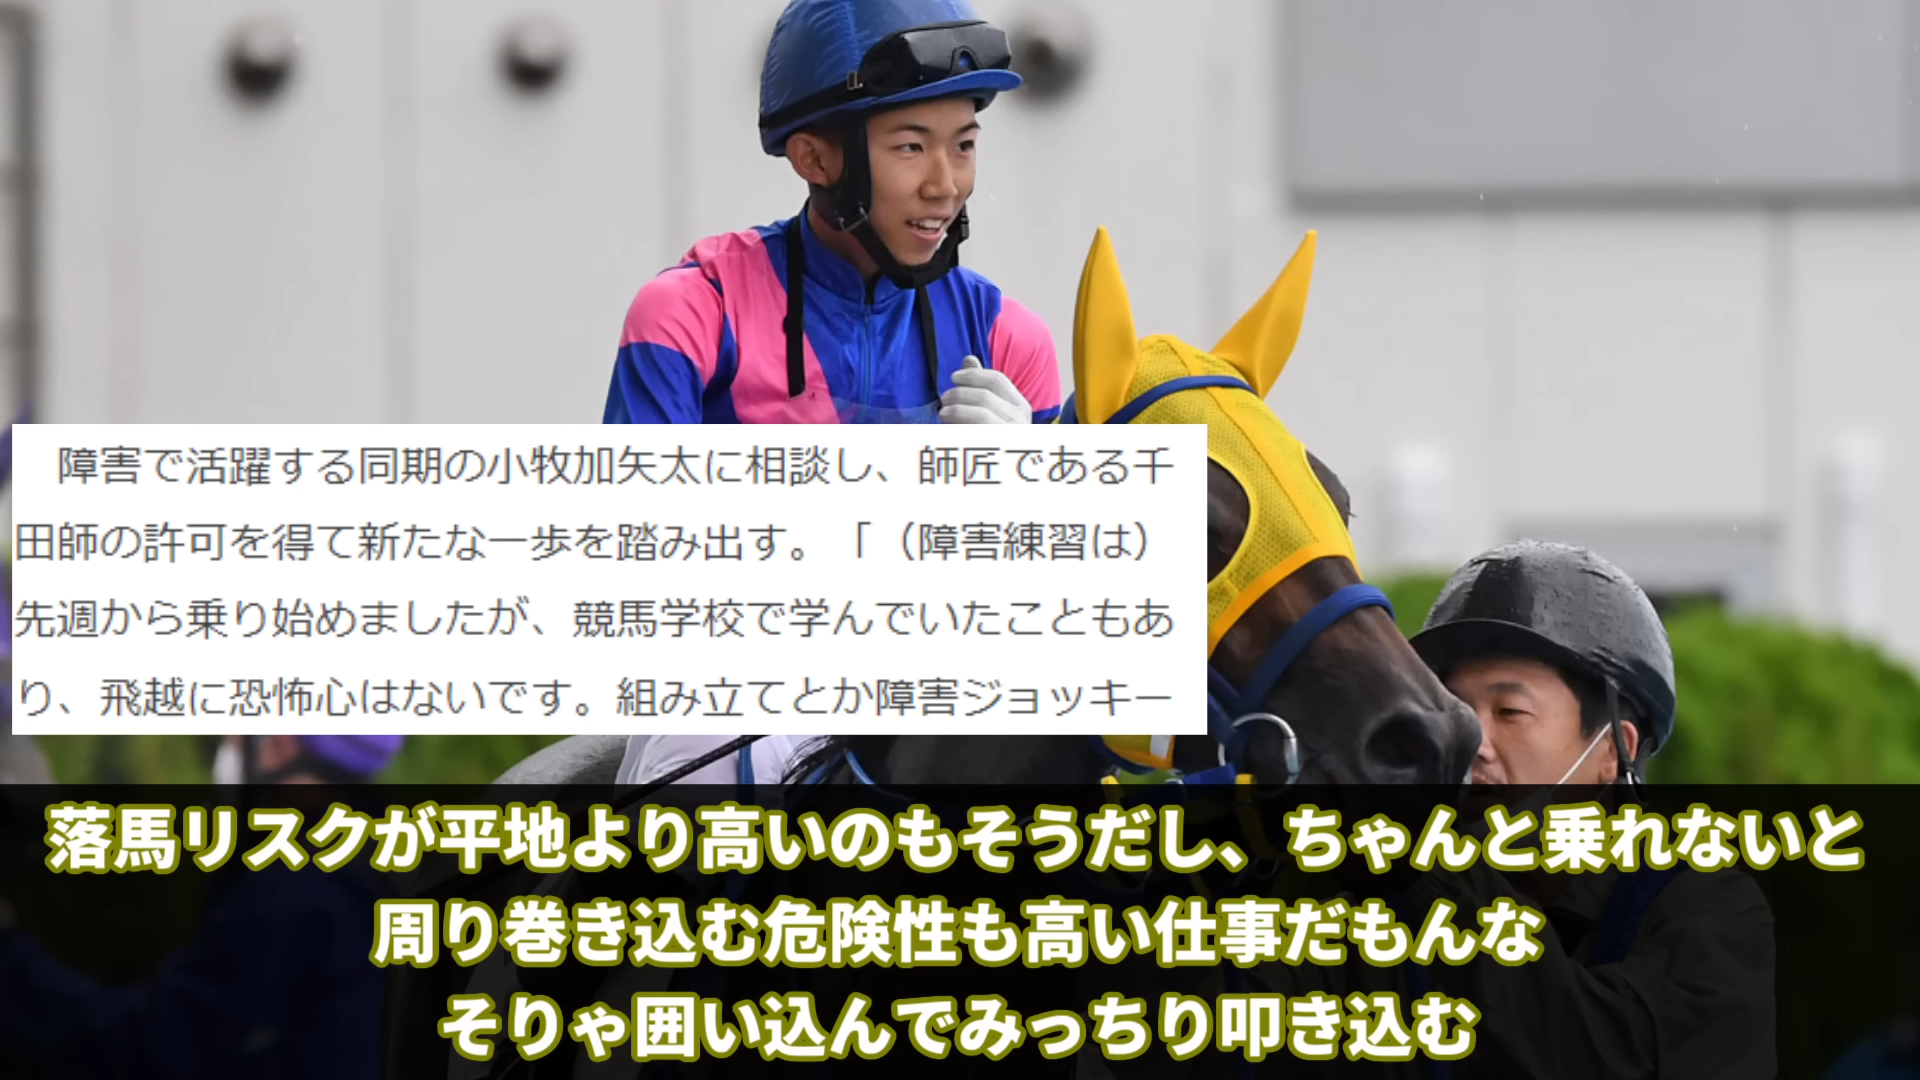 障害で活躍する同期の小牧加矢太に相談し、師匠である千
田師の許可を得て新たな一歩を踏み出す。「（障害練習は）
先週から乗り始めましたが、競馬学校で学んでいたこともあ
り、飛越に恐怖心はないです。組み立てとか障害ジョッキー
落馬リスクが平地より高いのもそうだし、ちゃんと乗れないと
周り巻き込む危険性も高い仕事だもんな
そりゃ囲い込んでみっちり叩き込む